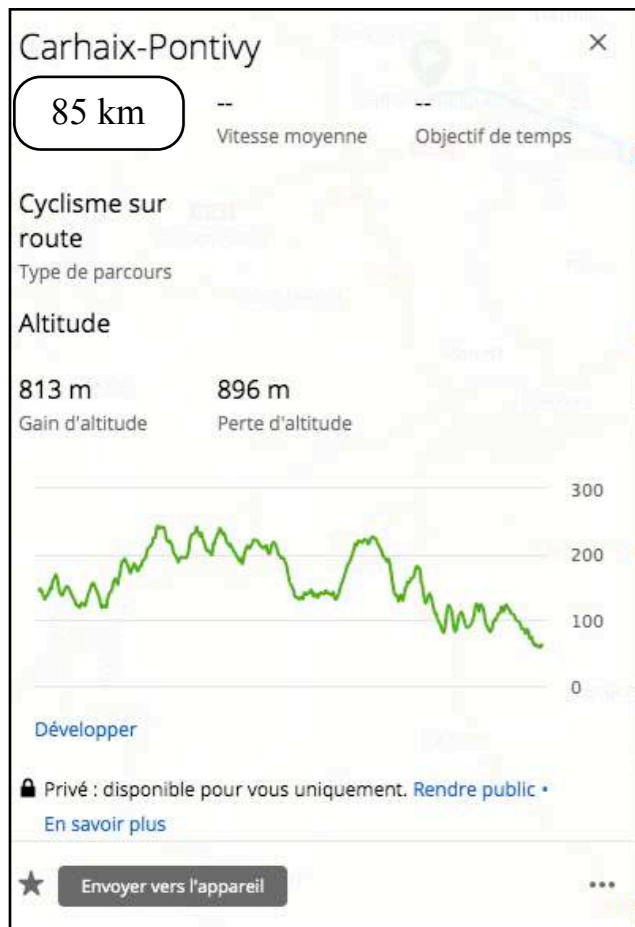 Carhaix-Pontivy
85 km
--
--
Vitesse moyenne
Objectif de temps
Cyclisme sur
route
Type de parcours
Altitude
813 m
896 m
Gain d'altitude
Perte d'altitude
300
200
100
0
Développer
Privé : disponible pour vous uniquement. Rendre public •
En savoir plus
Envoyer vers l'appareil